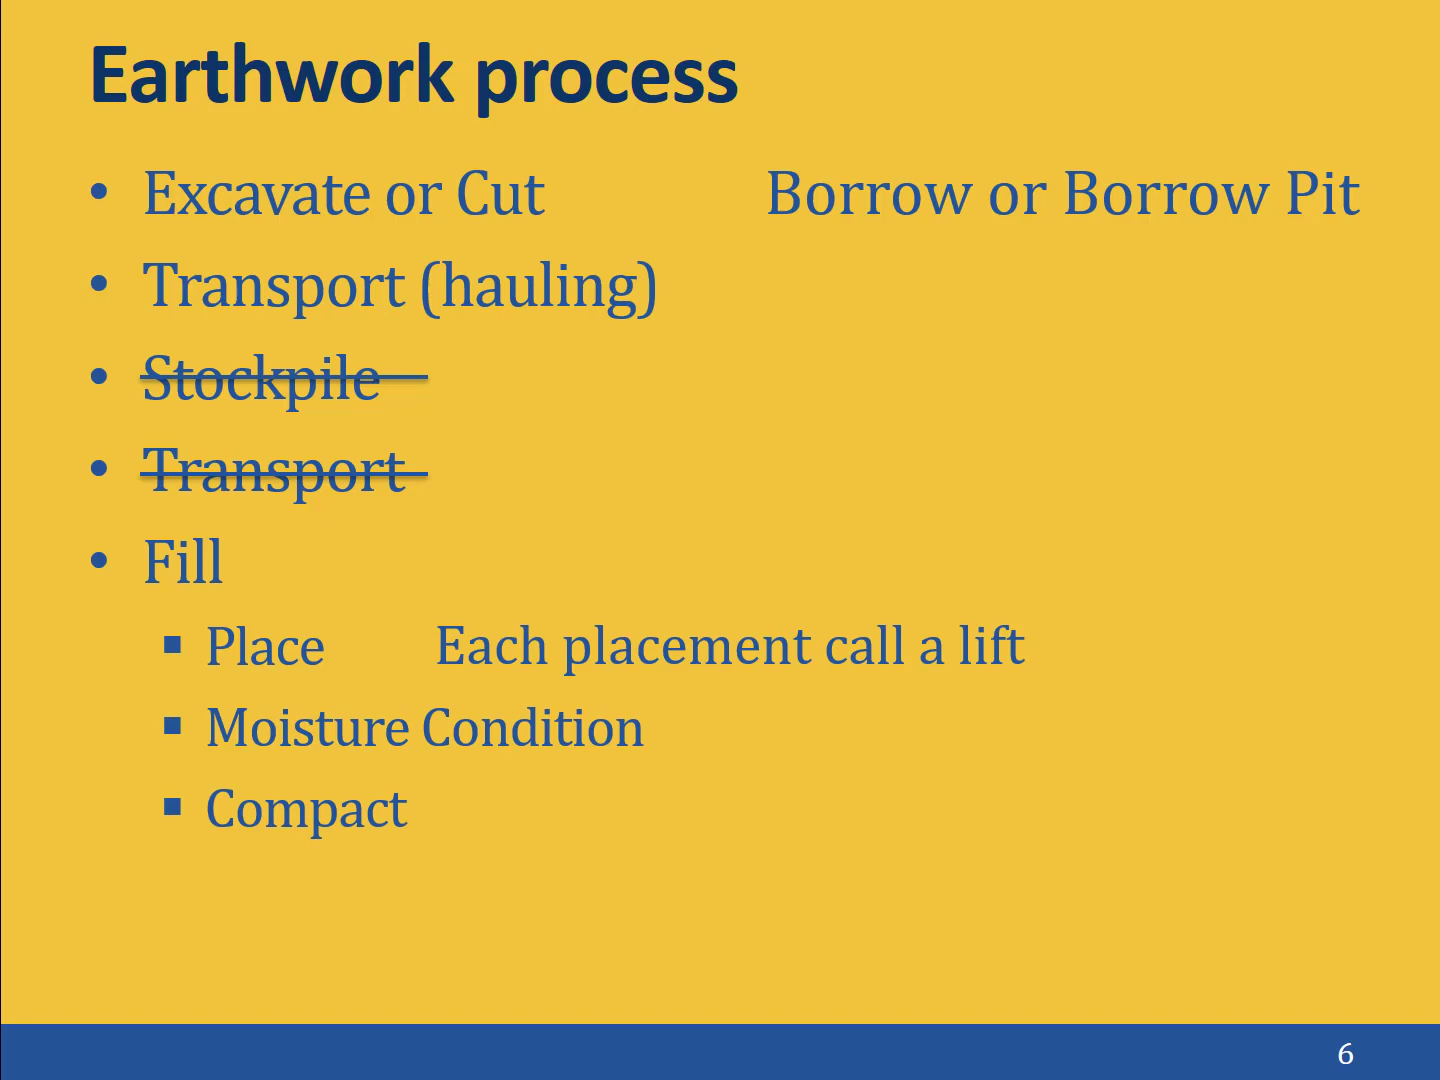 Earthwork process
• Excavate or Cut Borrow or Borrow Pit
• Transport (hauling)
• Stockpile
• Transport
• Fill
▪ Place Each placement call a lift
▪ Moisture Condition
▪ Compact
6